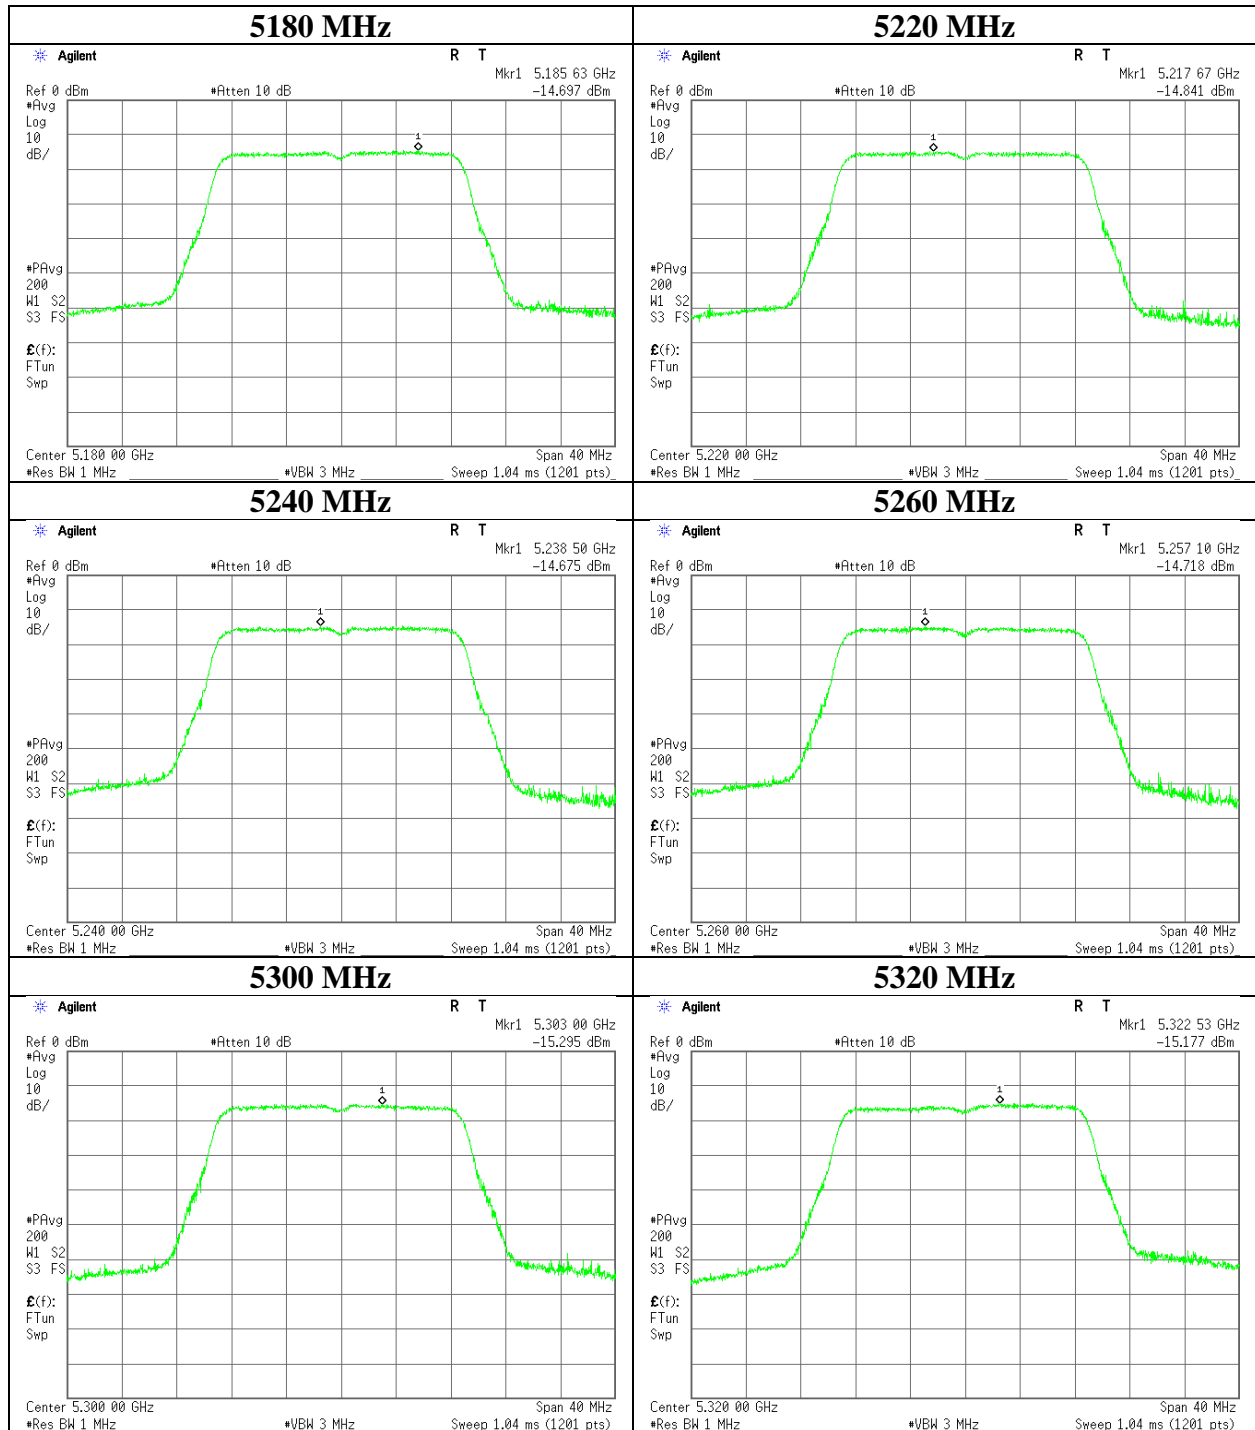 5180 MHz
Agilent
R T
Mkr1 5.185 63 GHz
Ref 0 dBm #Atten 10 dB -14.697 dBm
#Avg
Log
10
dB/
1
#PAvg
200
W1 S2
S3 FS
£(f):
FTun
Swp
Center 5.180 00 GHz Span 40 MHz
#Res BW 1 MHz #VBW 3 MHz Sweep 1.04 ms (1201 pts)
5220 MHz
Agilent
R T
Mkr1 5.217 67 GHz
Ref 0 dBm #Atten 10 dB -14.841 dBm
#Avg
Log
10
dB/
1
#PAvg
200
W1 S2
S3 FS
£(f):
FTun
Swp
Center 5.220 00 GHz Span 40 MHz
#Res BW 1 MHz #VBW 3 MHz Sweep 1.04 ms (1201 pts)
5240 MHz
Agilent
R T
Mkr1 5.238 50 GHz
Ref 0 dBm #Atten 10 dB -14.675 dBm
#Avg
Log
10
dB/
1
#PAvg
200
W1 S2
S3 FS
£(f):
FTun
Swp
Center 5.240 00 GHz Span 40 MHz
#Res BW 1 MHz #VBW 3 MHz Sweep 1.04 ms (1201 pts)
5260 MHz
Agilent
R T
Mkr1 5.257 10 GHz
Ref 0 dBm #Atten 10 dB -14.718 dBm
#Avg
Log
10
dB/
1
#PAvg
200
W1 S2
S3 FS
£(f):
FTun
Swp
Center 5.260 00 GHz Span 40 MHz
#Res BW 1 MHz #VBW 3 MHz Sweep 1.04 ms (1201 pts)
5300 MHz
Agilent
R T
Mkr1 5.303 00 GHz
Ref 0 dBm #Atten 10 dB -15.295 dBm
#Avg
Log
10
dB/
1
#PAvg
200
W1 S2
S3 FS
£(f):
FTun
Swp
Center 5.300 00 GHz Span 40 MHz
#Res BW 1 MHz #VBW 3 MHz Sweep 1.04 ms (1201 pts)
5320 MHz
Agilent
R T
Mkr1 5.322 53 GHz
Ref 0 dBm #Atten 10 dB -15.177 dBm
#Avg
Log
10
dB/
1
#PAvg
200
W1 S2
S3 FS
£(f):
FTun
Swp
Center 5.320 00 GHz Span 40 MHz
#Res BW 1 MHz #VBW 3 MHz Sweep 1.04 ms (1201 pts)